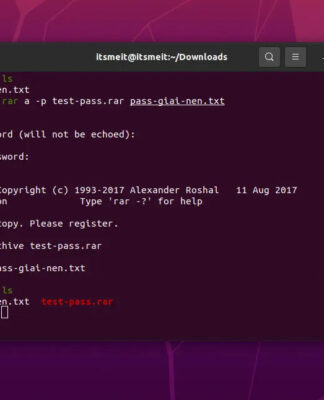 itsmeit@itsmeit:~/Downloads
ls
en.txt
rar a -p test-pass.rar pass-giai-nen.txt
ord (will not be echoed):
sword:
Copyright (c) 1993-2017 Alexander Roshal 11 Aug 2017
on Type 'rar -?' for help
copy. Please register.
chive test-pass.rar
ass-giai-nen.txt
ls
en.txt test-pass.rar